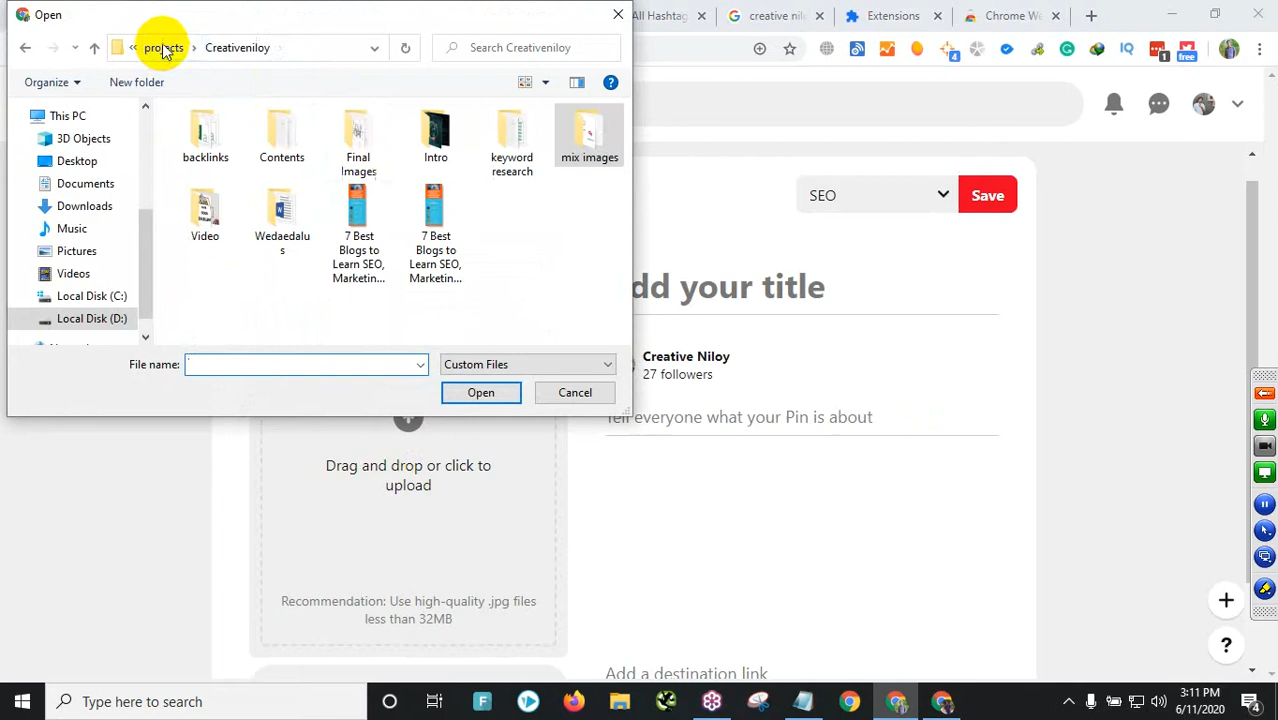 Open
All Hashtag
creative nilo
Extensions
Chrome We
« projects › Creativeniloy
Search Creativeniloy
1
free
Organize
New folder
This PC
3D Objects
Desktop
Documents
Downloads
Music
Pictures
Videos
Local Disk (C:)
Local Disk (D:)
backlinks
Contents
Final
Images
Intro
keyword
research
mix images
Video
Wedaedalu
s
7 Best
Blogs to
Learn SEO,
Marketin...
7 Best
Blogs to
Learn SEO,
Marketin...
File name:
Custom Files
Open
Cancel
SEO
Save
dd your title
Creative Niloy
27 followers
Tell everyone what your Pin is about
Drag and drop or click to
upload
Recommendation: Use high-quality .jpg files
less than 32MB
Add a destination link
Type here to search
3:11 PM
6/11/2020
4